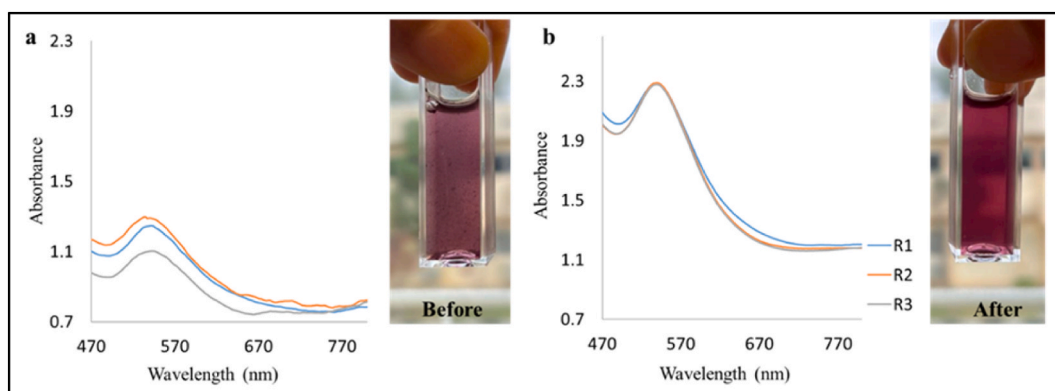 a
2.3
1.9
1.5
1.1
0.7
Absorbance
470 570 670 770
Wavelength (nm)
Before
b
2.3
1.9
1.5
1.1
0.7
Absorbance
470 570 670 770
Wavelength (nm)
R1
R2
R3
After